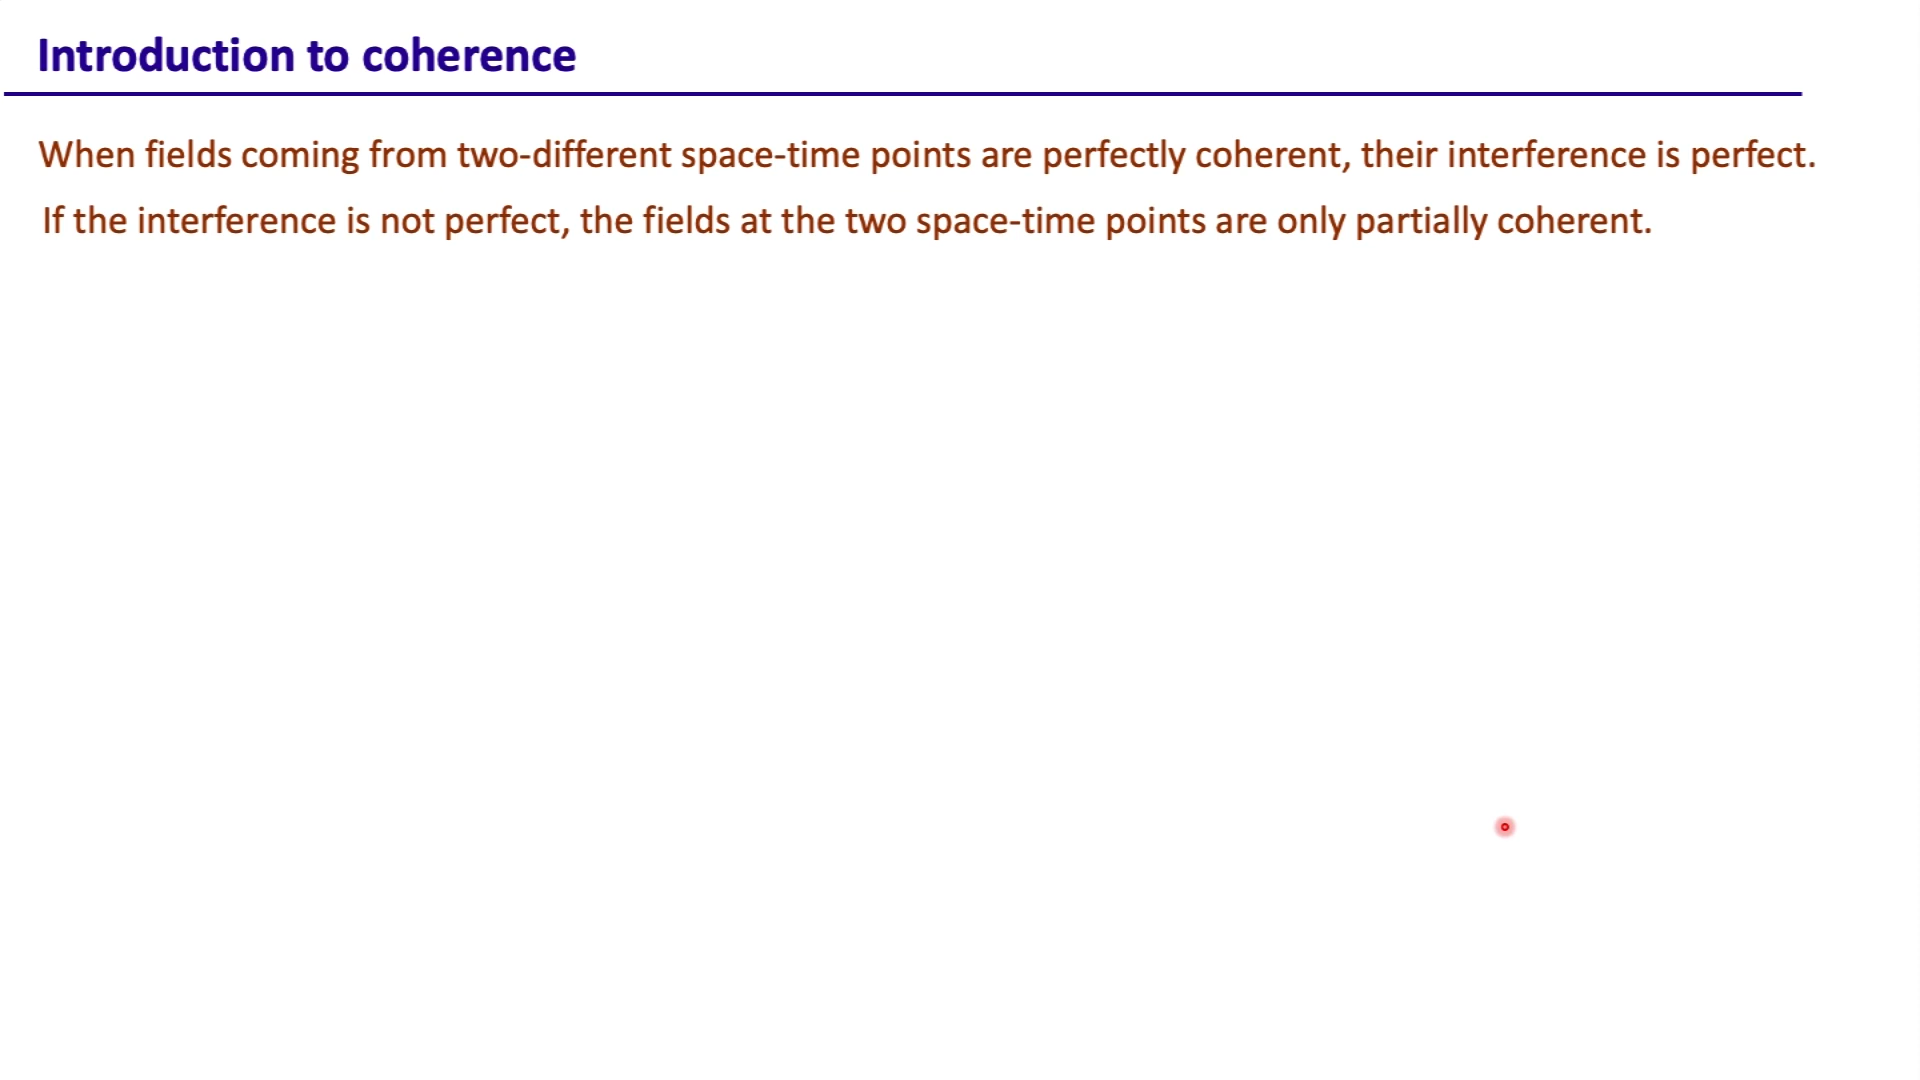 Introduction to coherence
When fields coming from two-different space-time points are perfectly coherent, their interference is perfect.
If the interference is not perfect, the fields at the two space-time points are only partially coherent.